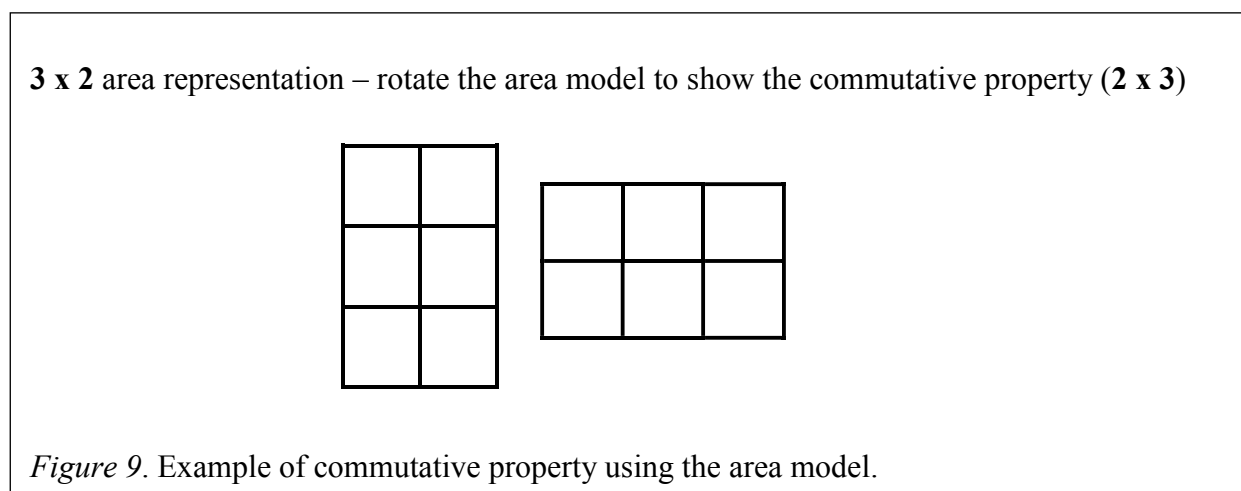 3 x 2 area representation – rotate the area model to show the commutative property (2 x 3)
Figure 9. Example of commutative property using the area model.